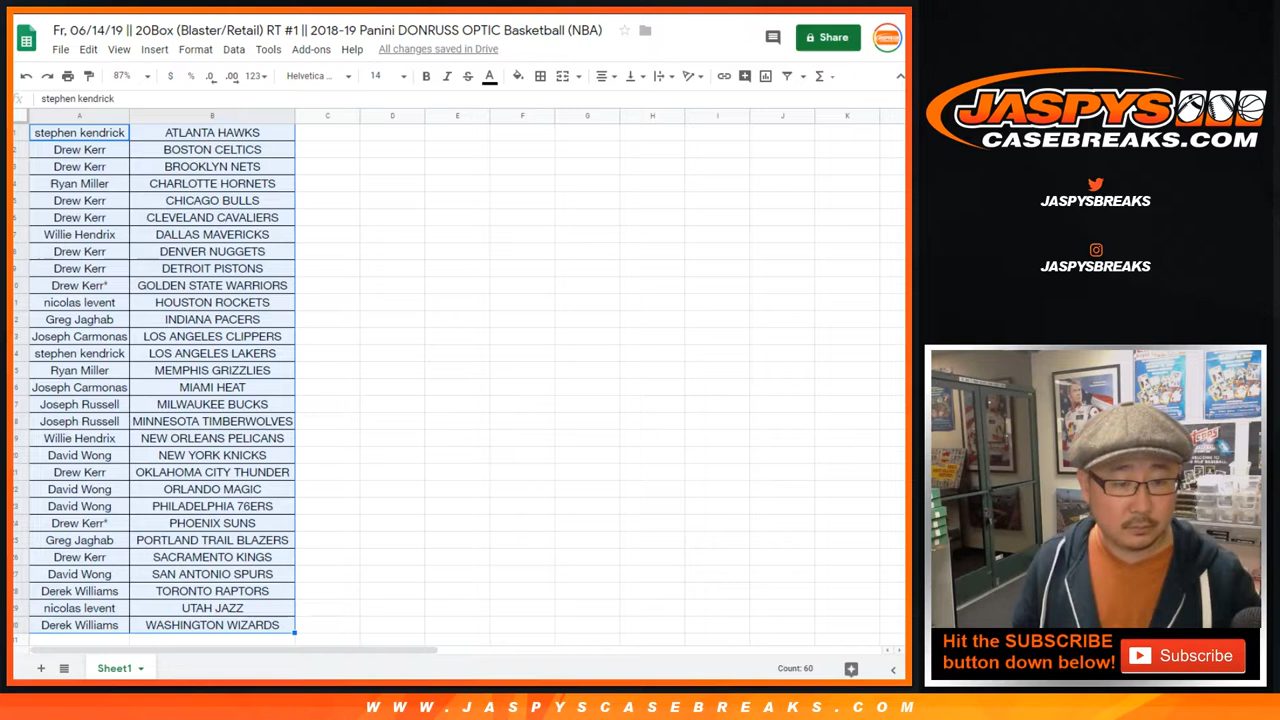 Fr, 06/14/19 || 20Box (Blaster/Retail) RT #1 || 2018-19 Panini DONRUSS OPTIC Basketball (NBA)
File Edit View Insert Format Data Tools Add-ons Help All changes saved in Drive
Share
87% $ % .0 .00 123 Helvetica ... 14 B I S A
fx stephen kendrick
A B C D E F G H I J K
stephen kendrick ATLANTA HAWKS
Drew Kerr BOSTON CELTICS
Drew Kerr BROOKLYN NETS
Ryan Miller CHARLOTTE HORNETS
Drew Kerr CHICAGO BULLS
Drew Kerr CLEVELAND CAVALIERS
Willie Hendrix DALLAS MAVERICKS
Drew Kerr DENVER NUGGETS
Drew Kerr DETROIT PISTONS
Drew Kerr* GOLDEN STATE WARRIORS
nicolas levent HOUSTON ROCKETS
Greg Jaghab INDIANA PACERS
Joseph Carmonas LOS ANGELES CLIPPERS
stephen kendrick LOS ANGELES LAKERS
Ryan Miller MEMPHIS GRIZZLIES
Joseph Carmonas MIAMI HEAT
Joseph Russell MILWAUKEE BUCKS
Joseph Russell MINNESOTA TIMBERWOLVES
Willie Hendrix NEW ORLEANS PELICANS
David Wong NEW YORK KNICKS
Drew Kerr OKLAHOMA CITY THUNDER
David Wong ORLANDO MAGIC
David Wong PHILADELPHIA 76ERS
Drew Kerr* PHOENIX SUNS
Greg Jaghab PORTLAND TRAIL BLAZERS
Drew Kerr SACRAMENTO KINGS
David Wong SAN ANTONIO SPURS
Derek Williams TORONTO RAPTORS
nicolas levent UTAH JAZZ
Derek Williams WASHINGTON WIZARDS
Sheet1
Count: 60
JASPYS
CASEBREAKS.COM
JASPYSBREAKS
JASPYSBREAKS
topps
Hit the SUBSCRIBE
button down below!
Subscribe
WWW.JASPYSCASEBREAKS.COM